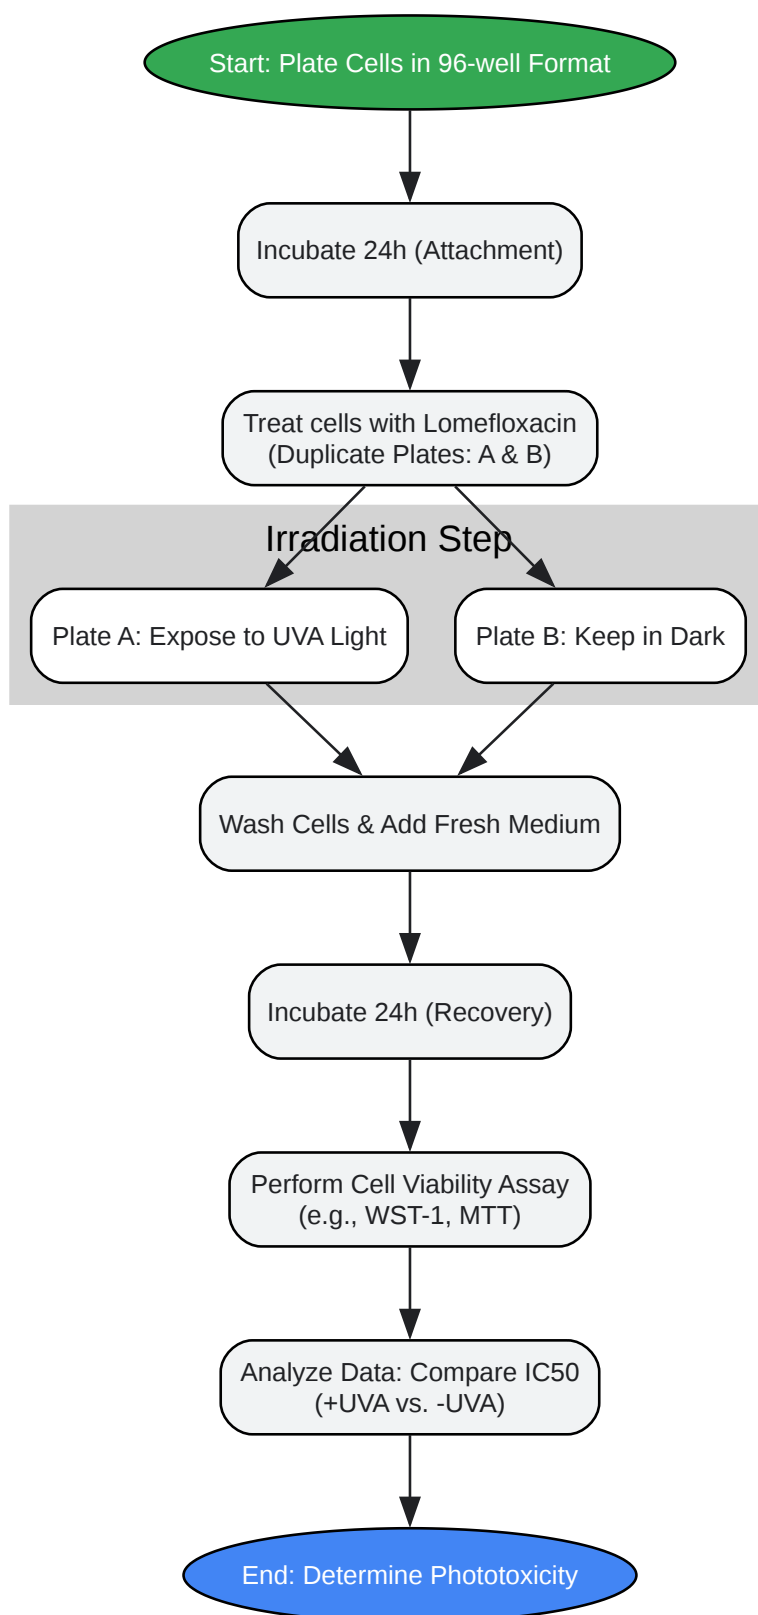 Start: Plate Cells in 96-well Format
Incubate 24h (Attachment)
Treat cells with Lomefloxacin
(Duplicate Plates: A & B)
Irradiation Step
Plate A: Expose to UVA Light
Plate B: Keep in Dark
Wash Cells & Add Fresh Medium
Incubate 24h (Recovery)
Perform Cell Viability Assay
(e.g., WST-1, MTT)
Analyze Data: Compare IC50
(+UVA vs. -UVA)
End: Determine Phototoxicity